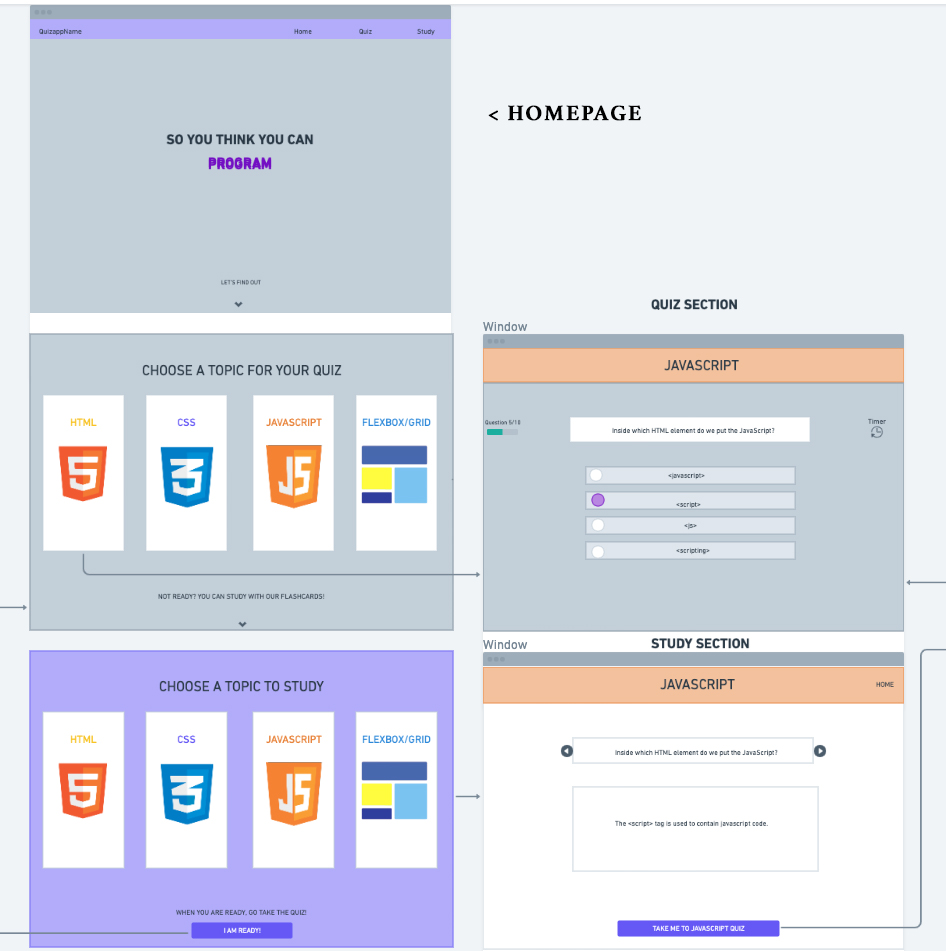 QuizappName Home Quiz Study
SO YOU THINK YOU CAN
PROGRAM
LET'S FIND OUT
< HOMEPAGE
CHOOSE A TOPIC FOR YOUR QUIZ
HTML CSS JAVASCRIPT FLEXBOX/GRID
5 3 JS
NOT READY? YOU CAN STUDY WITH OUR FLASHCARDS!
CHOOSE A TOPIC TO STUDY
HTML CSS JAVASCRIPT FLEXBOX/GRID
5 3 JS
WHEN YOU ARE READY, GO TAKE THE QUIZ!
I AM READY!
QUIZ SECTION
Window
JAVASCRIPT
Question 5/10
Inside which HTML element do we put the JavaScript?
Timer
<javascript>
<script>
<js>
<scripting>
Window
STUDY SECTION
JAVASCRIPT HOME
Inside which HTML element do we put the JavaScript?
The <script> tag is used to contain javascript code.
TAKE ME TO JAVASCRIPT QUIZ